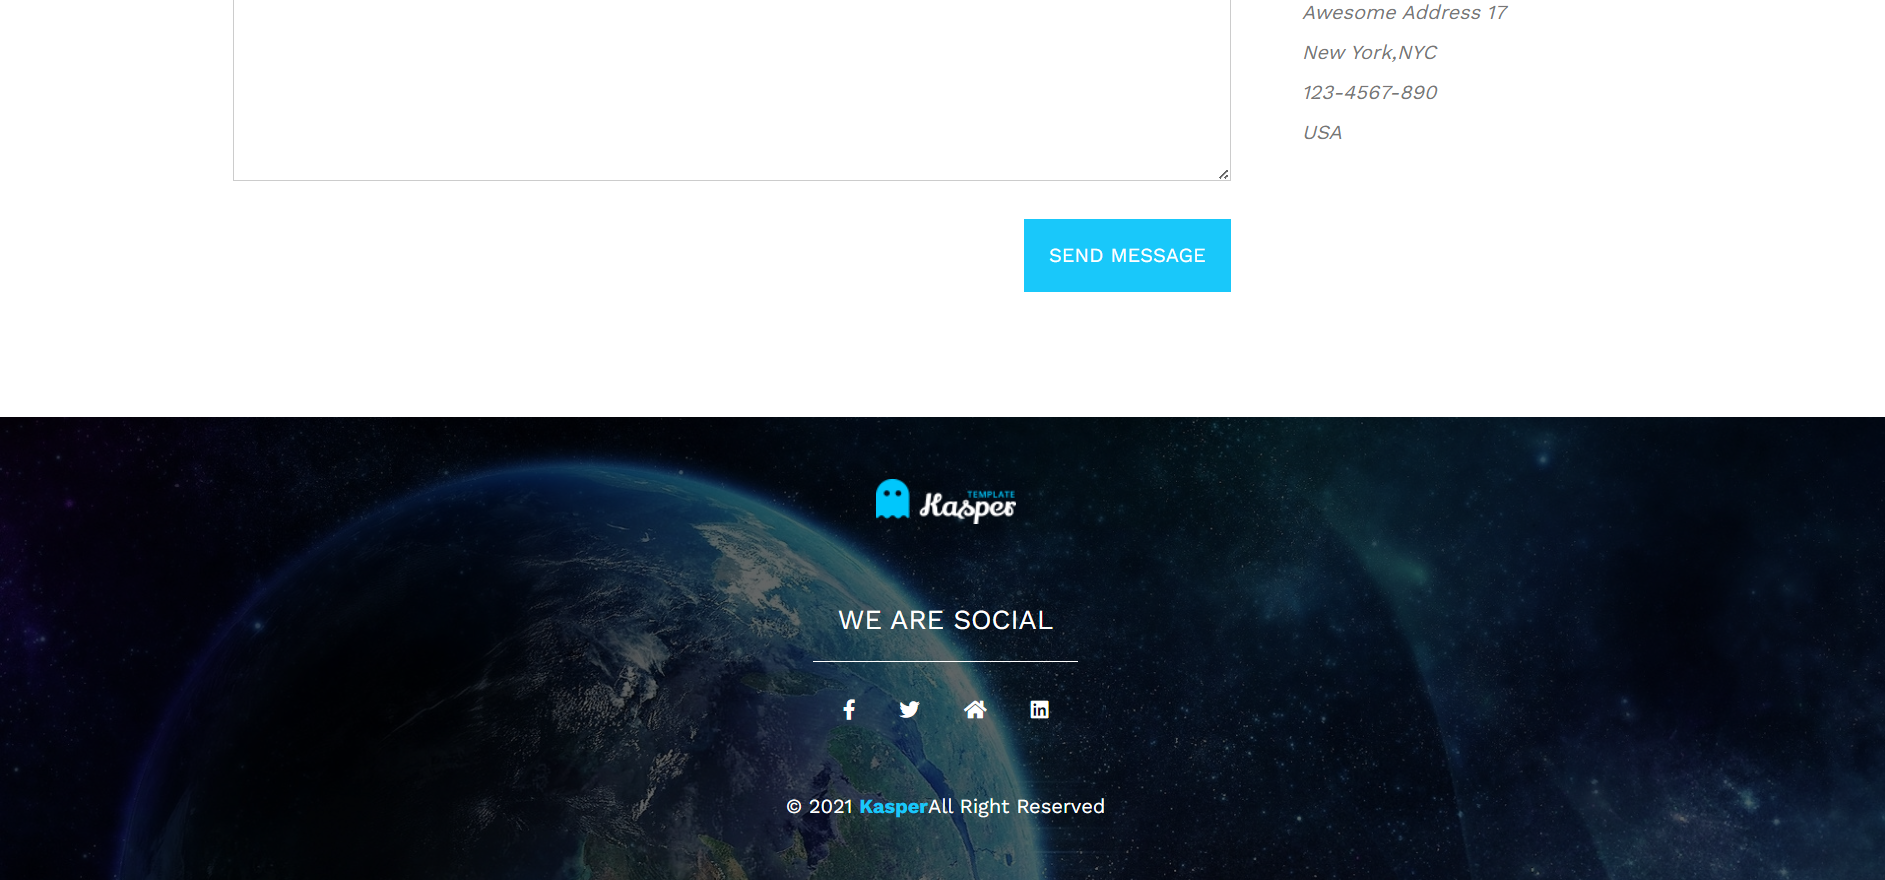 Awesome Address 17
New York,NYC
123-4567-890
USA
SEND MESSAGE
TEMPLATE
Kasper
WE ARE SOCIAL
© 2021 KasperAll Right Reserved